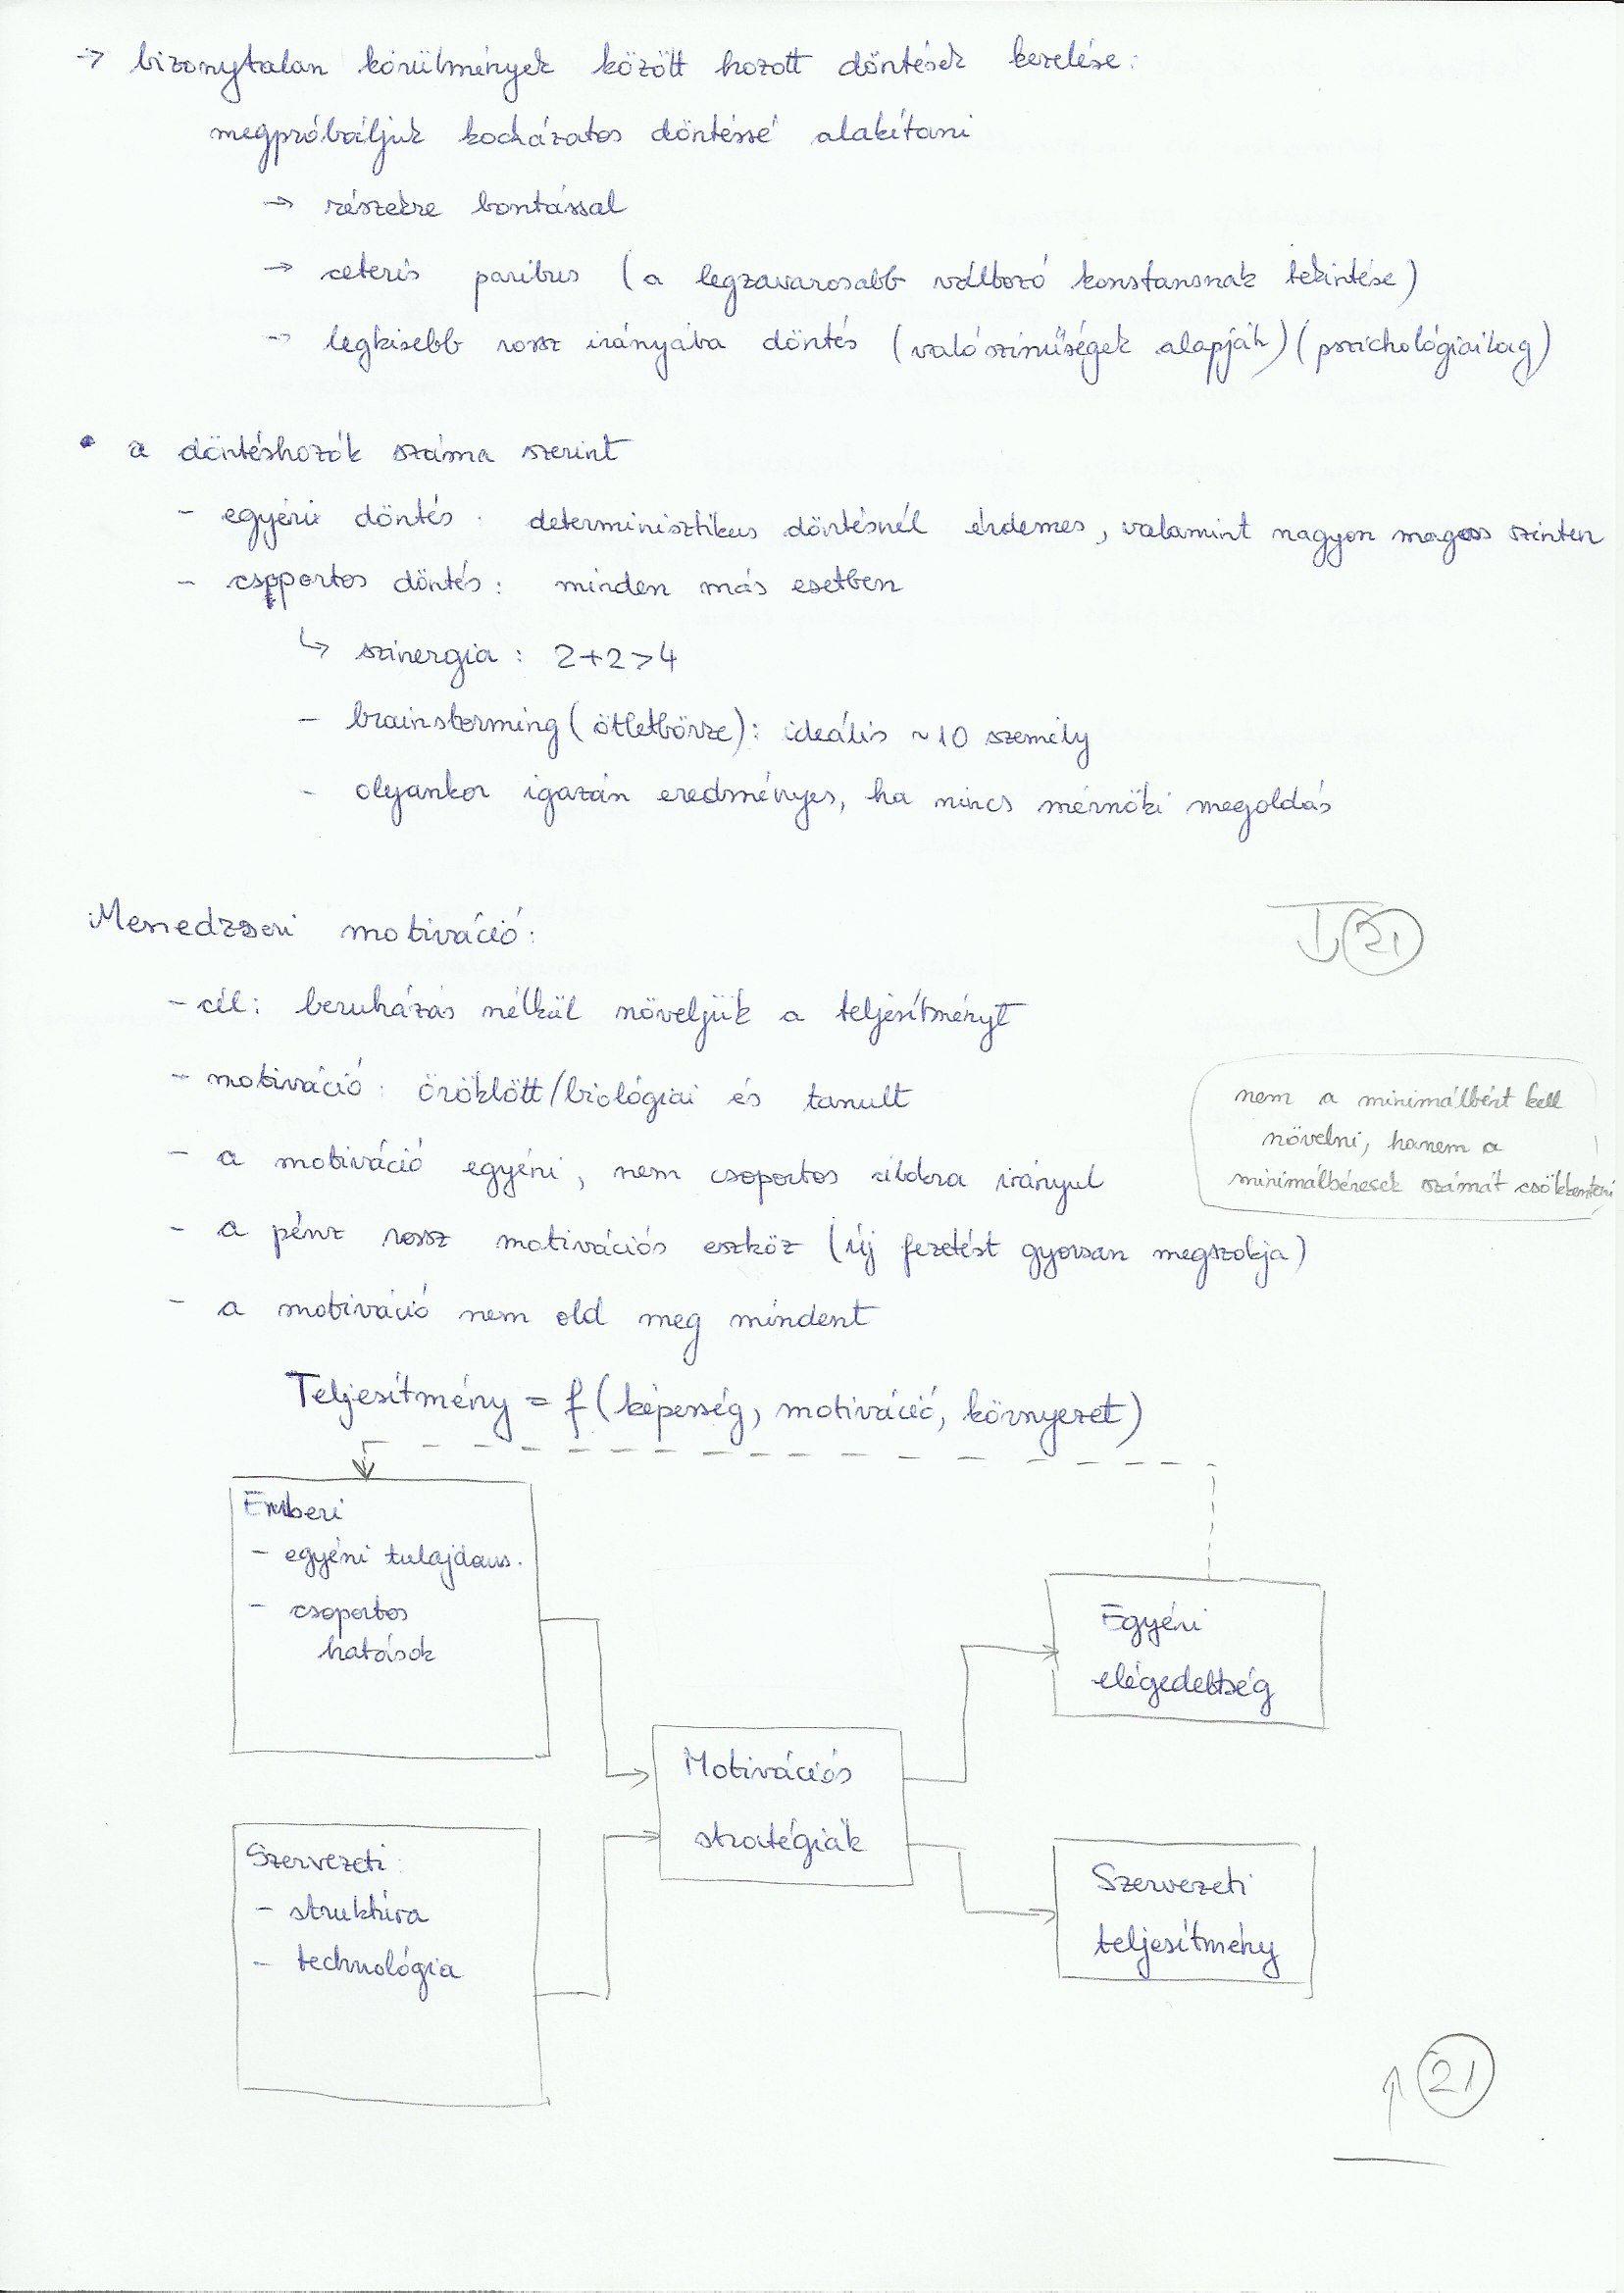 → bizonytalan körülmények között hozott döntések kezelése:
megpróbáljuk kockázatos döntéssé alakítani
→ részekre bontással
→ ceteris paribus (a legzavarosabb változó konstansnak tekintése)
→ legkisebb rossz irányába döntés (valószínűségek alapján) (pszichológiailag)
• a döntéshozók száma szerint
- egyéni döntés: determinisztikus döntésnél érdemes, valamint nagyon magas szinten
- csoportos döntés: minden más esetben
↳ szinergia: 2+2>4
- brainstorming (ötletbörze): ideális ~10 személy
- olyankor igazán eredményes, ha nincs mérnöki megoldás
Menedzseri motiváció:
↓ 21
- cél: beruházás nélkül növeljük a teljesítményt
- motiváció: öröklött/biológiai és tanult
nem a minimálbért kell
növelni, hanem a
minimálbéresek számát csökkenteni
- a motiváció egyéni, nem csoportos célokra irányul
- a pénz rossz motivációs eszköz (új fizetést gyorsan megszokja)
- a motiváció nem old meg mindent
Teljesítmény = f (képesség, motiváció, környezet)
Emberi
- egyéni tulajdons.
- csoportos
hatások
Egyéni
elégedettség
Motivációs
stratégiák
Szervezeti:
- struktúra
- technológia
Szervezeti
teljesítmény
↑ 21